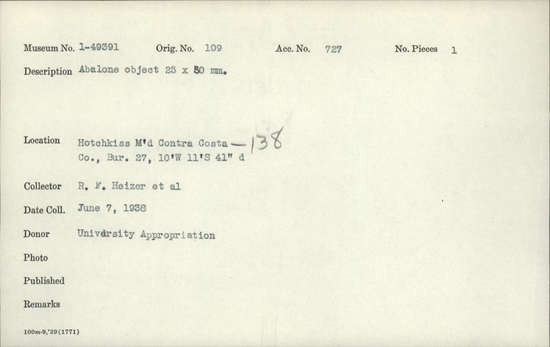 Museum No. 1-49391 Orig. No. 109 Acc. No. 727 No. Pieces 1
Description Abalone object 23 x 50 mm.
Location Hotchkiss M'd Contra Costa — 138
Co., Bur. 27, 10'W 11'S 41" d
Collector R. F. Heizer et al
Date Coll. June 7, 1938
Donor University Appropriation
Photo
Published
Remarks
100m-9,'29(1771)